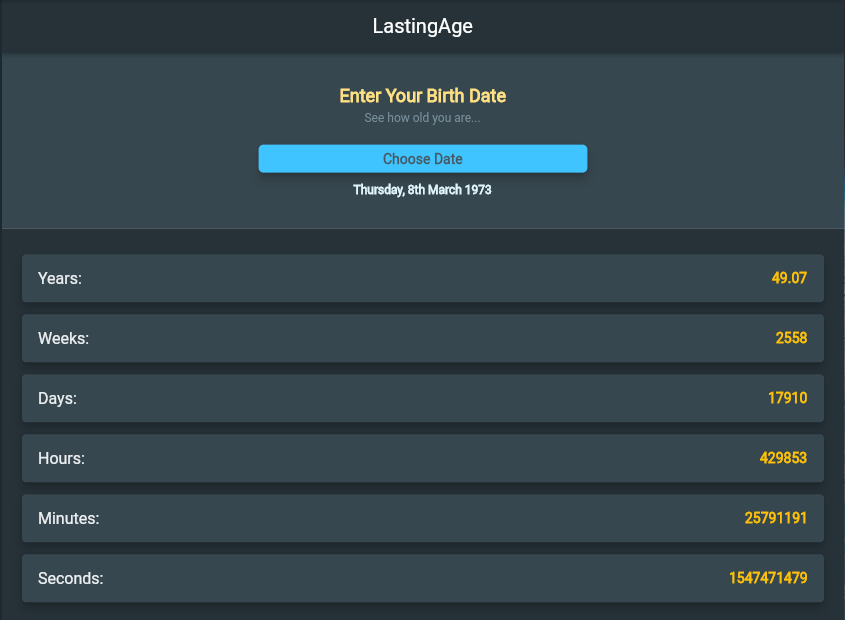 LastingAge
Enter Your Birth Date
See how old you are...
Choose Date
Thursday, 8th March 1973
Years: 49.07
Weeks: 2558
Days: 17910
Hours: 429853
Minutes: 25791191
Seconds: 1547471479